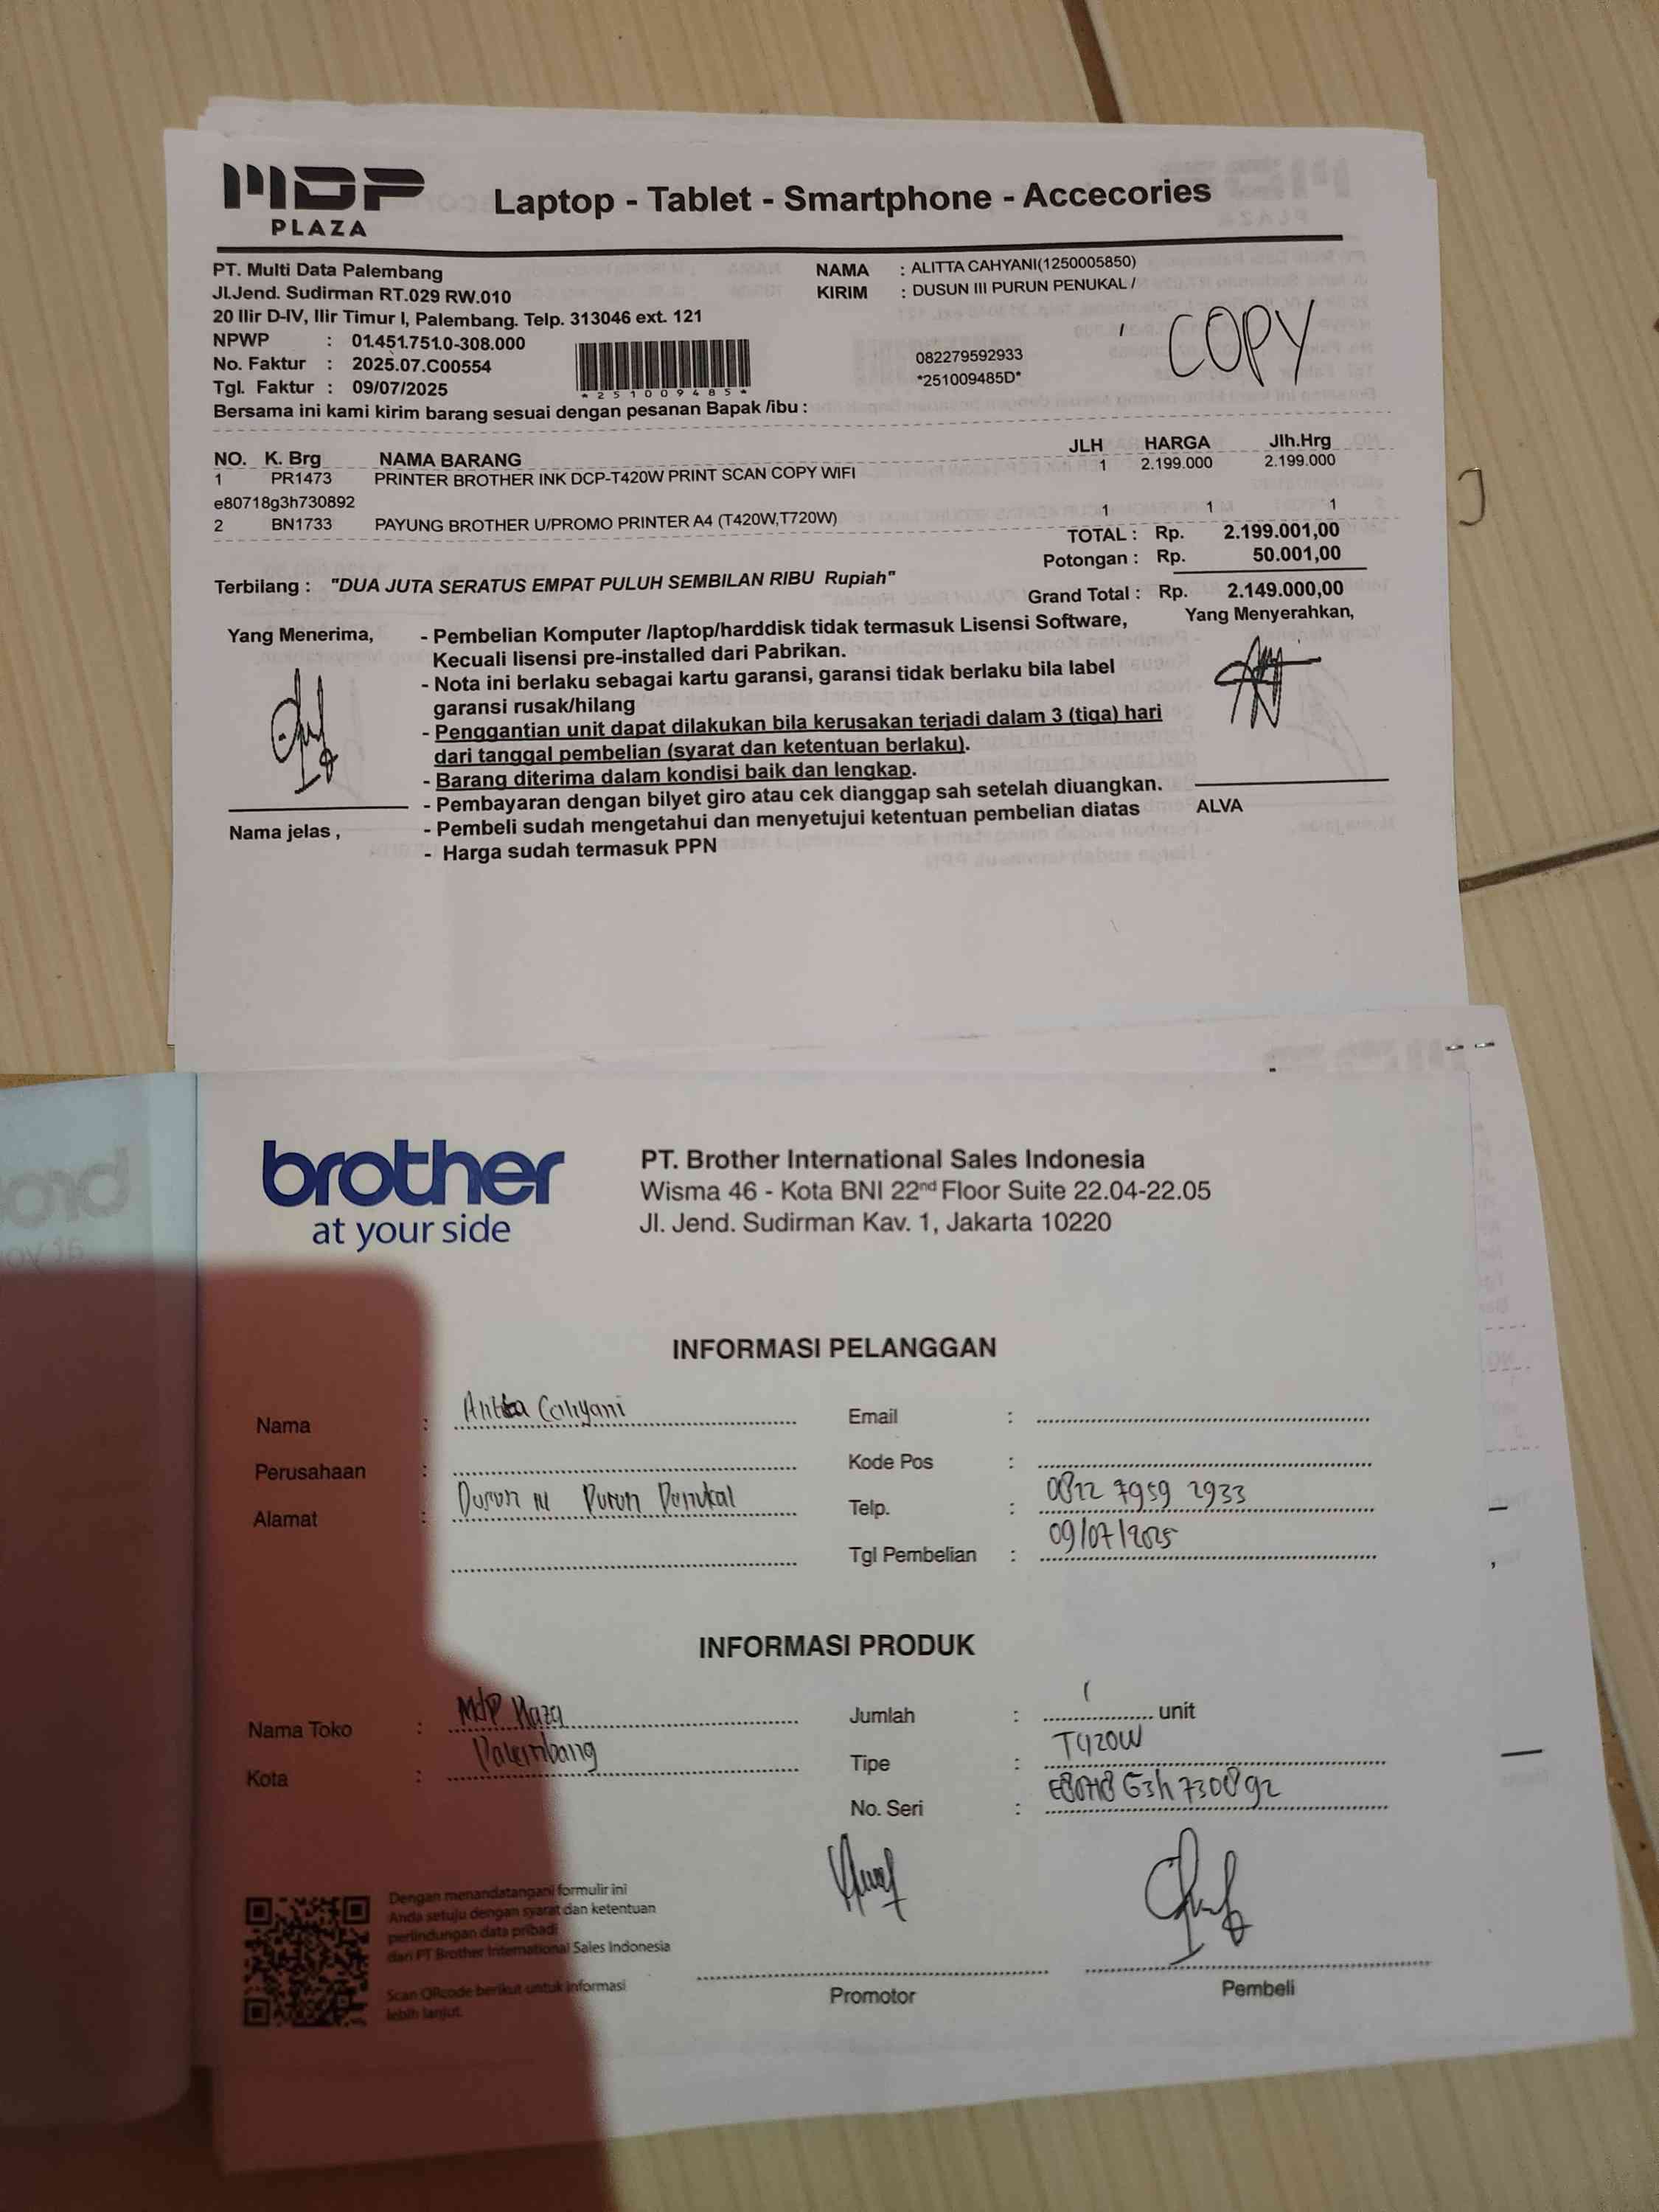 MDP
PLAZA
Laptop - Tablet - Smartphone - Accecories
PT. Multi Data Palembang
Jl.Jend. Sudirman RT.029 RW.010
20 Ilir D-IV, Ilir Timur I, Palembang. Telp. 313046 ext. 121
NPWP : 01.451.751.0-308.000
No. Faktur : 2025.07.C00554
Tgl. Faktur : 09/07/2025
*251009485*
NAMA : ALITTA CAHYANI(1250005850)
KIRIM : DUSUN III PURUN PENUKAL /
082279592933
*251009485D*
COPY
Bersama ini kami kirim barang sesuai dengan pesanan Bapak /ibu :
NO. K. Brg NAMA BARANG JLH HARGA Jlh.Hrg
1 PR1473 PRINTER BROTHER INK DCP-T420W PRINT SCAN COPY WIFI 1 2.199.000 2.199.000
e80718g3h730892
2 BN1733 PAYUNG BROTHER U/PROMO PRINTER A4 (T420W,T720W) 1 1 1
TOTAL : Rp. 2.199.001,00
Potongan : Rp. 50.001,00
Terbilang : "DUA JUTA SERATUS EMPAT PULUH SEMBILAN RIBU Rupiah"
Grand Total : Rp. 2.149.000,00
Yang Menerima,
- Pembelian Komputer /laptop/harddisk tidak termasuk Lisensi Software,
Kecuali lisensi pre-installed dari Pabrikan.
- Nota ini berlaku sebagai kartu garansi, garansi tidak berlaku bila label
garansi rusak/hilang
- Penggantian unit dapat dilakukan bila kerusakan terjadi dalam 3 (tiga) hari
dari tanggal pembelian (syarat dan ketentuan berlaku).
- Barang diterima dalam kondisi baik dan lengkap.
- Pembayaran dengan bilyet giro atau cek dianggap sah setelah diuangkan.
- Pembeli sudah mengetahui dan menyetujui ketentuan pembelian diatas
- Harga sudah termasuk PPN
Yang Menyerahkan,
ALVA
Nama jelas ,
brother
at your side
PT. Brother International Sales Indonesia
Wisma 46 - Kota BNI 22nd Floor Suite 22.04-22.05
Jl. Jend. Sudirman Kav. 1, Jakarta 10220
INFORMASI PELANGGAN
Nama : Alitta Cahyani
Perusahaan :
Alamat : Dusun III Purun Penukal
Email :
Kode Pos :
Telp. : 0822 7959 2933
Tgl Pembelian : 09/07/2025
INFORMASI PRODUK
Nama Toko : MDP Plaza
Kota : Palembang
Jumlah : 1 unit
Tipe : T420W
No. Seri : E80718G3h730892
Dengan menandatangani formulir ini
Anda setuju dengan syarat dan ketentuan
perlindungan data pribadi
dari PT Brother International Sales Indonesia
Scan QRcode berikut untuk informasi
lebih lanjut.
Promotor
Pembeli